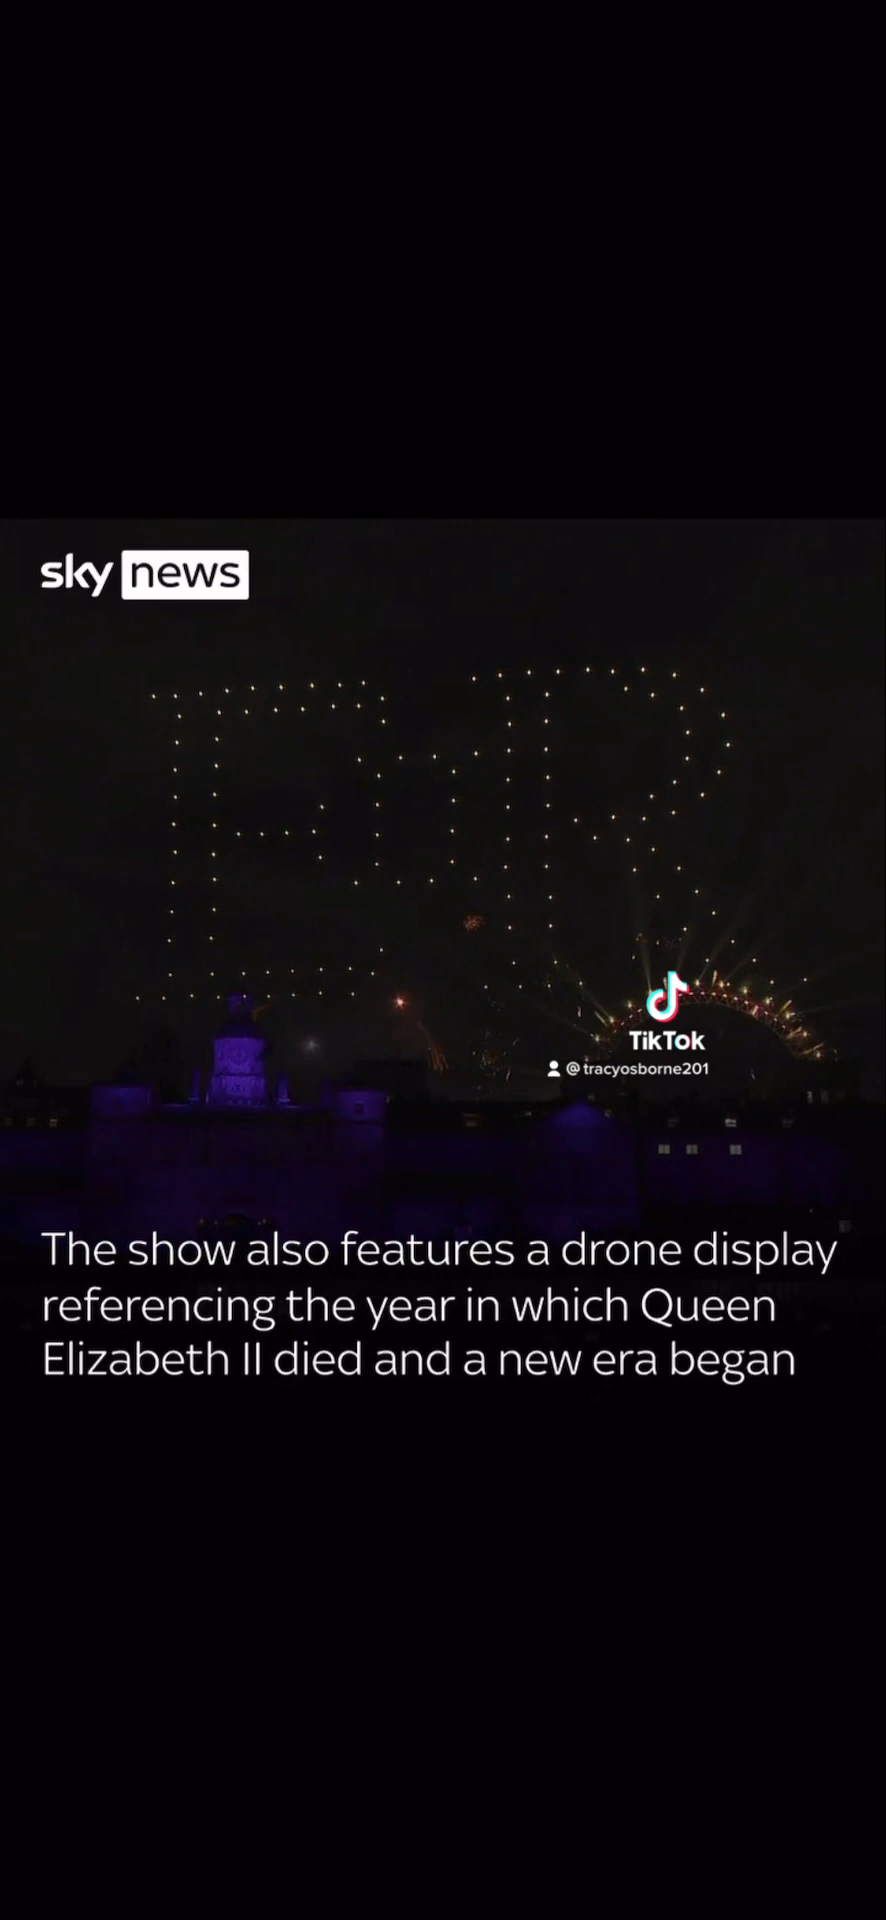 sky news
EIIR
TikTok
@tracyosborne201
The show also features a drone display
referencing the year in which Queen
Elizabeth II died and a new era began